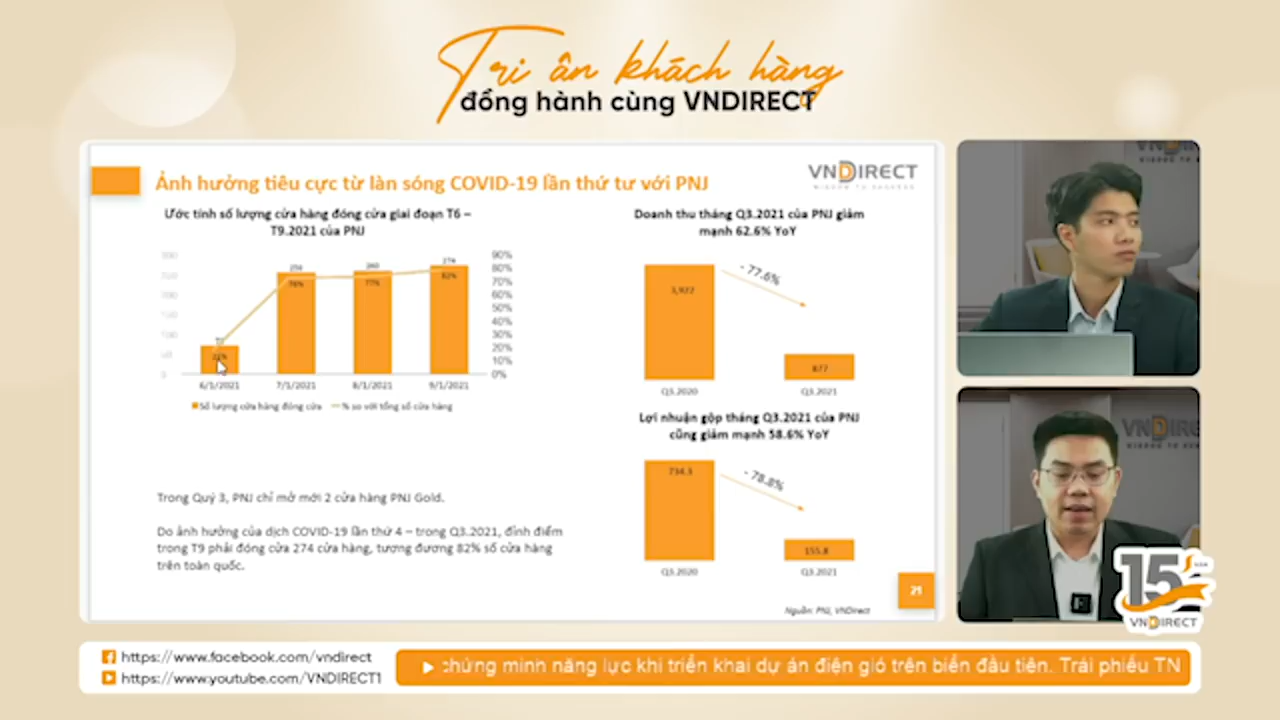 Tri ân khách hàng
đồng hành cùng VNDIRECT
VNDIRECT
WISDOM TO SUCCESS
Ảnh hưởng tiêu cực từ làn sóng COVID-19 lần thứ tư với PNJ
Ước tính số lượng cửa hàng đóng cửa giai đoạn T6 –
T9.2021 của PNJ
90%
80%
70%
60%
50%
40%
30%
20%
10%
0%
274
82%
77%
6/1/2021 7/1/2021 8/1/2021 9/1/2021
Số lượng cửa hàng đóng cửa % so với tổng số cửa hàng
Trong Quý 3, PNJ chỉ mở mới 2 cửa hàng PNJ Gold.
Do ảnh hưởng của dịch COVID-19 lần thứ 4 – trong Q3.2021, đỉnh điểm
trong T9 phải đóng cửa 274 cửa hàng, tương đương 82% số cửa hàng
trên toàn quốc.
Doanh thu tháng Q3.2021 của PNJ giảm
mạnh 62.6% YoY
- 77.6%
3,922
877
Q3.2020 Q3.2021
Lợi nhuận gộp tháng Q3.2021 của PNJ
cũng giảm mạnh 58.6% YoY
- 78.8%
734.3
155.8
Q3.2020 Q3.2021
Nguồn: PNJ, VNDirect
21
15
VNDIRECT
https://www.facebook.com/vndirect
https://www.youtube.com/VNDIRECT1
chứng minh năng lực khi triển khai dự án điện gió trên biển đầu tiên. Trái phiếu TN